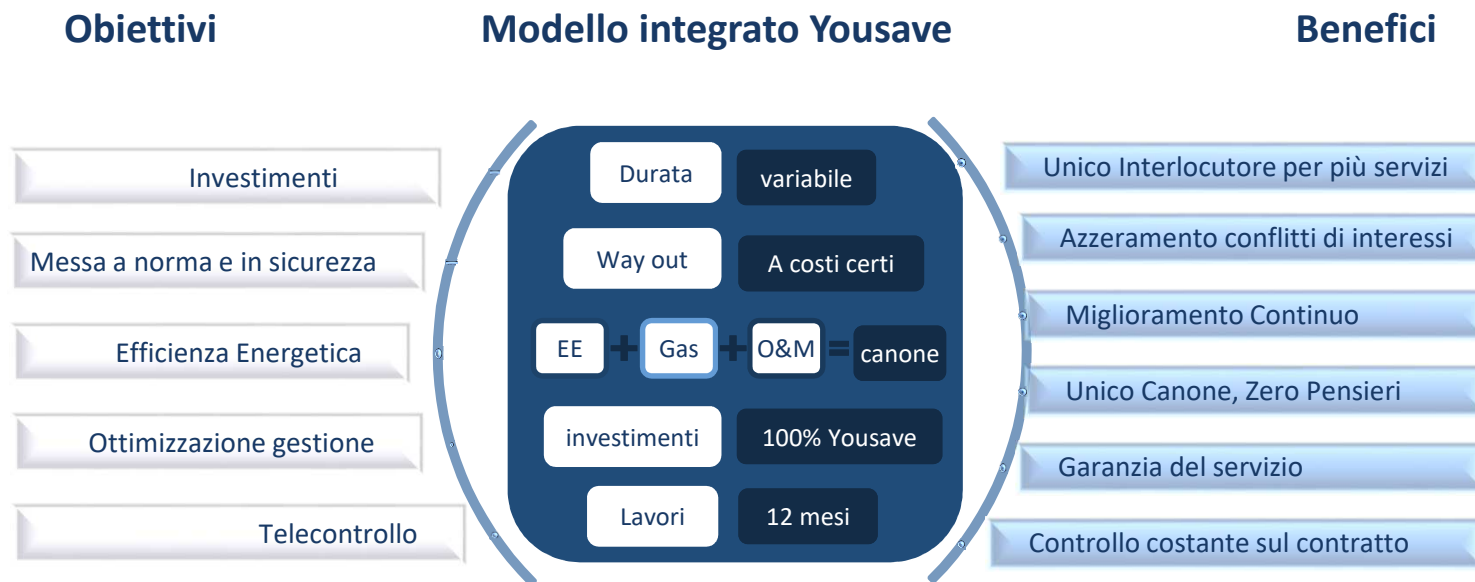 Obiettivi
Modello integrato Yousave
Benefici
Investimenti
Messa a norma e in sicurezza
Efficienza Energetica
Ottimizzazione gestione
Telecontrollo
Durata variabile
Way out A costi certi
EE + Gas + O&M = canone
investimenti 100% Yousave
Lavori 12 mesi
Unico Interlocutore per più servizi
Azzeramento conflitti di interessi
Miglioramento Continuo
Unico Canone, Zero Pensieri
Garanzia del servizio
Controllo costante sul contratto